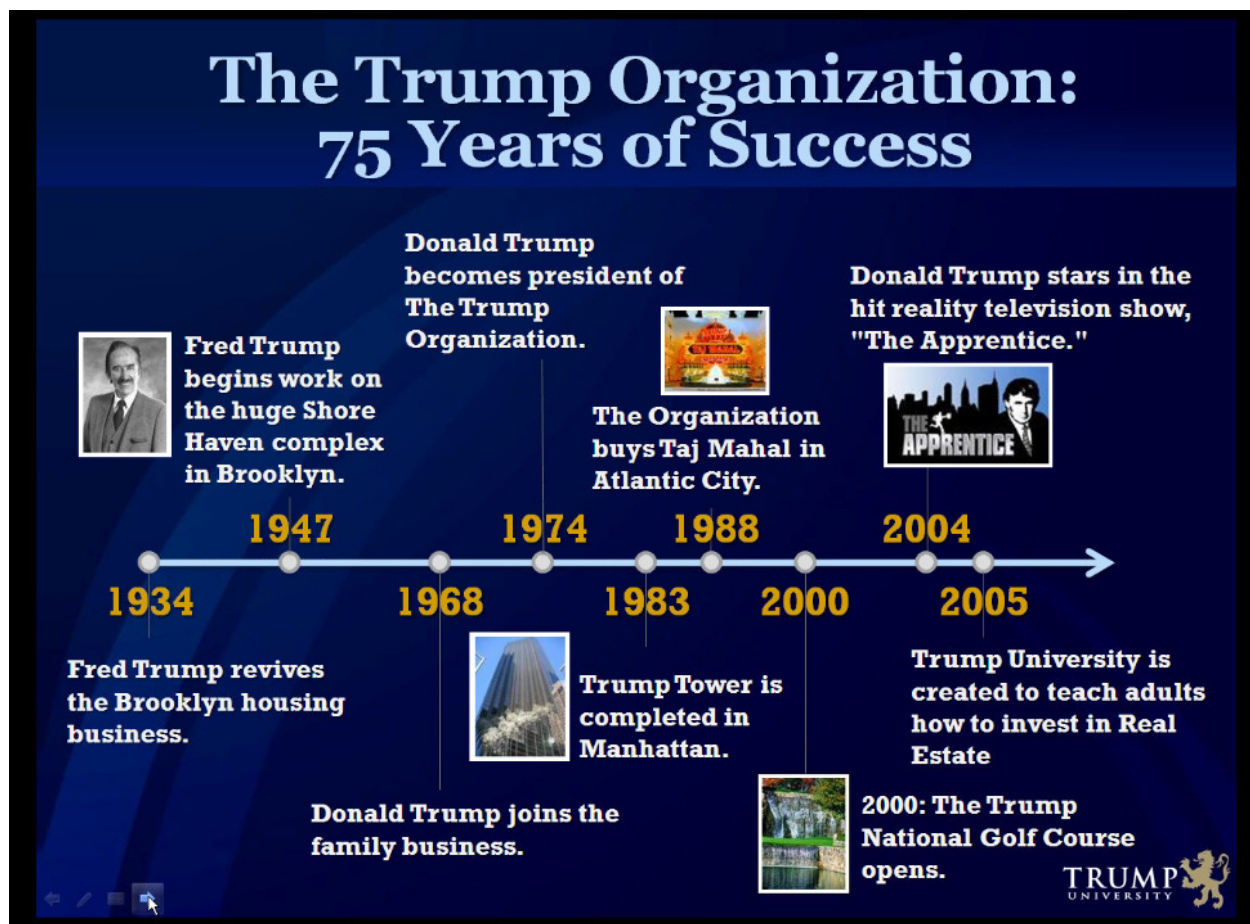 The Trump Organization:
75 Years of Success
Fred Trump
begins work on
the huge Shore
Haven complex
in Brooklyn.
Donald Trump
becomes president of
The Trump
Organization.
TAJ MAHAL
The Organization
buys Taj Mahal in
Atlantic City.
Donald Trump stars in the
hit reality television show,
"The Apprentice."
THE
APPRENTICE
1947
1974
1988
2004
1934
1968
1983
2000
2005
Fred Trump revives
the Brooklyn housing
business.
Donald Trump joins the
family business.
Trump Tower is
completed in
Manhattan.
2000: The Trump
National Golf Course
opens.
Trump University is
created to teach adults
how to invest in Real
Estate
TRUMP
UNIVERSITY